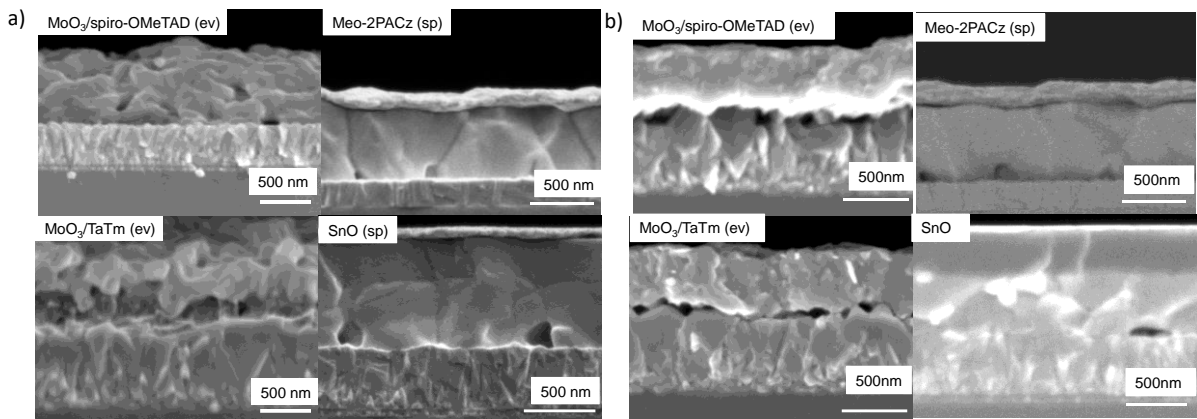 a)
MoO₃/spiro-OMeTAD (ev)
Meo-2PACz (sp)
500 nm
500 nm
MoO₃/TaTm (ev)
SnO (sp)
500 nm
500 nm
b)
MoO₃/spiro-OMeTAD (ev)
Meo-2PACz (sp)
500nm
500nm
MoO₃/TaTm (ev)
SnO
500nm
500nm